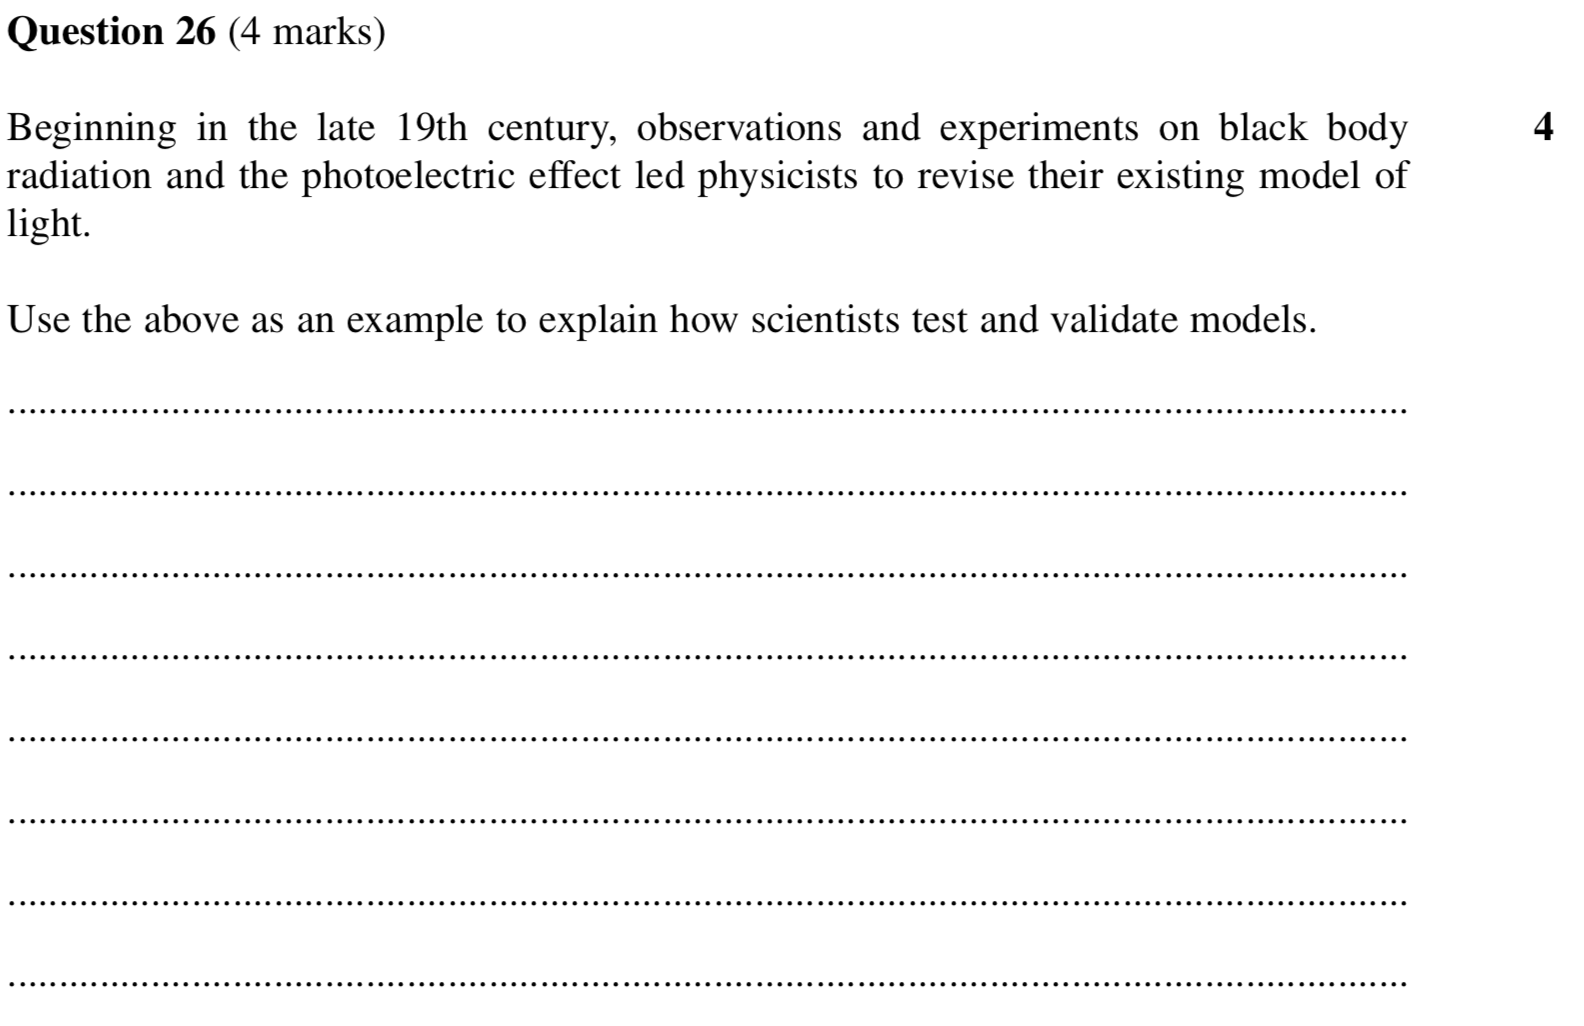 Question 26 (4 marks)
Beginning in the late 19th century, observations and experiments on black body 4
radiation and the photoelectric effect led physicists to revise their existing model of
light.
Use the above as an example to explain how scientists test and validate models.